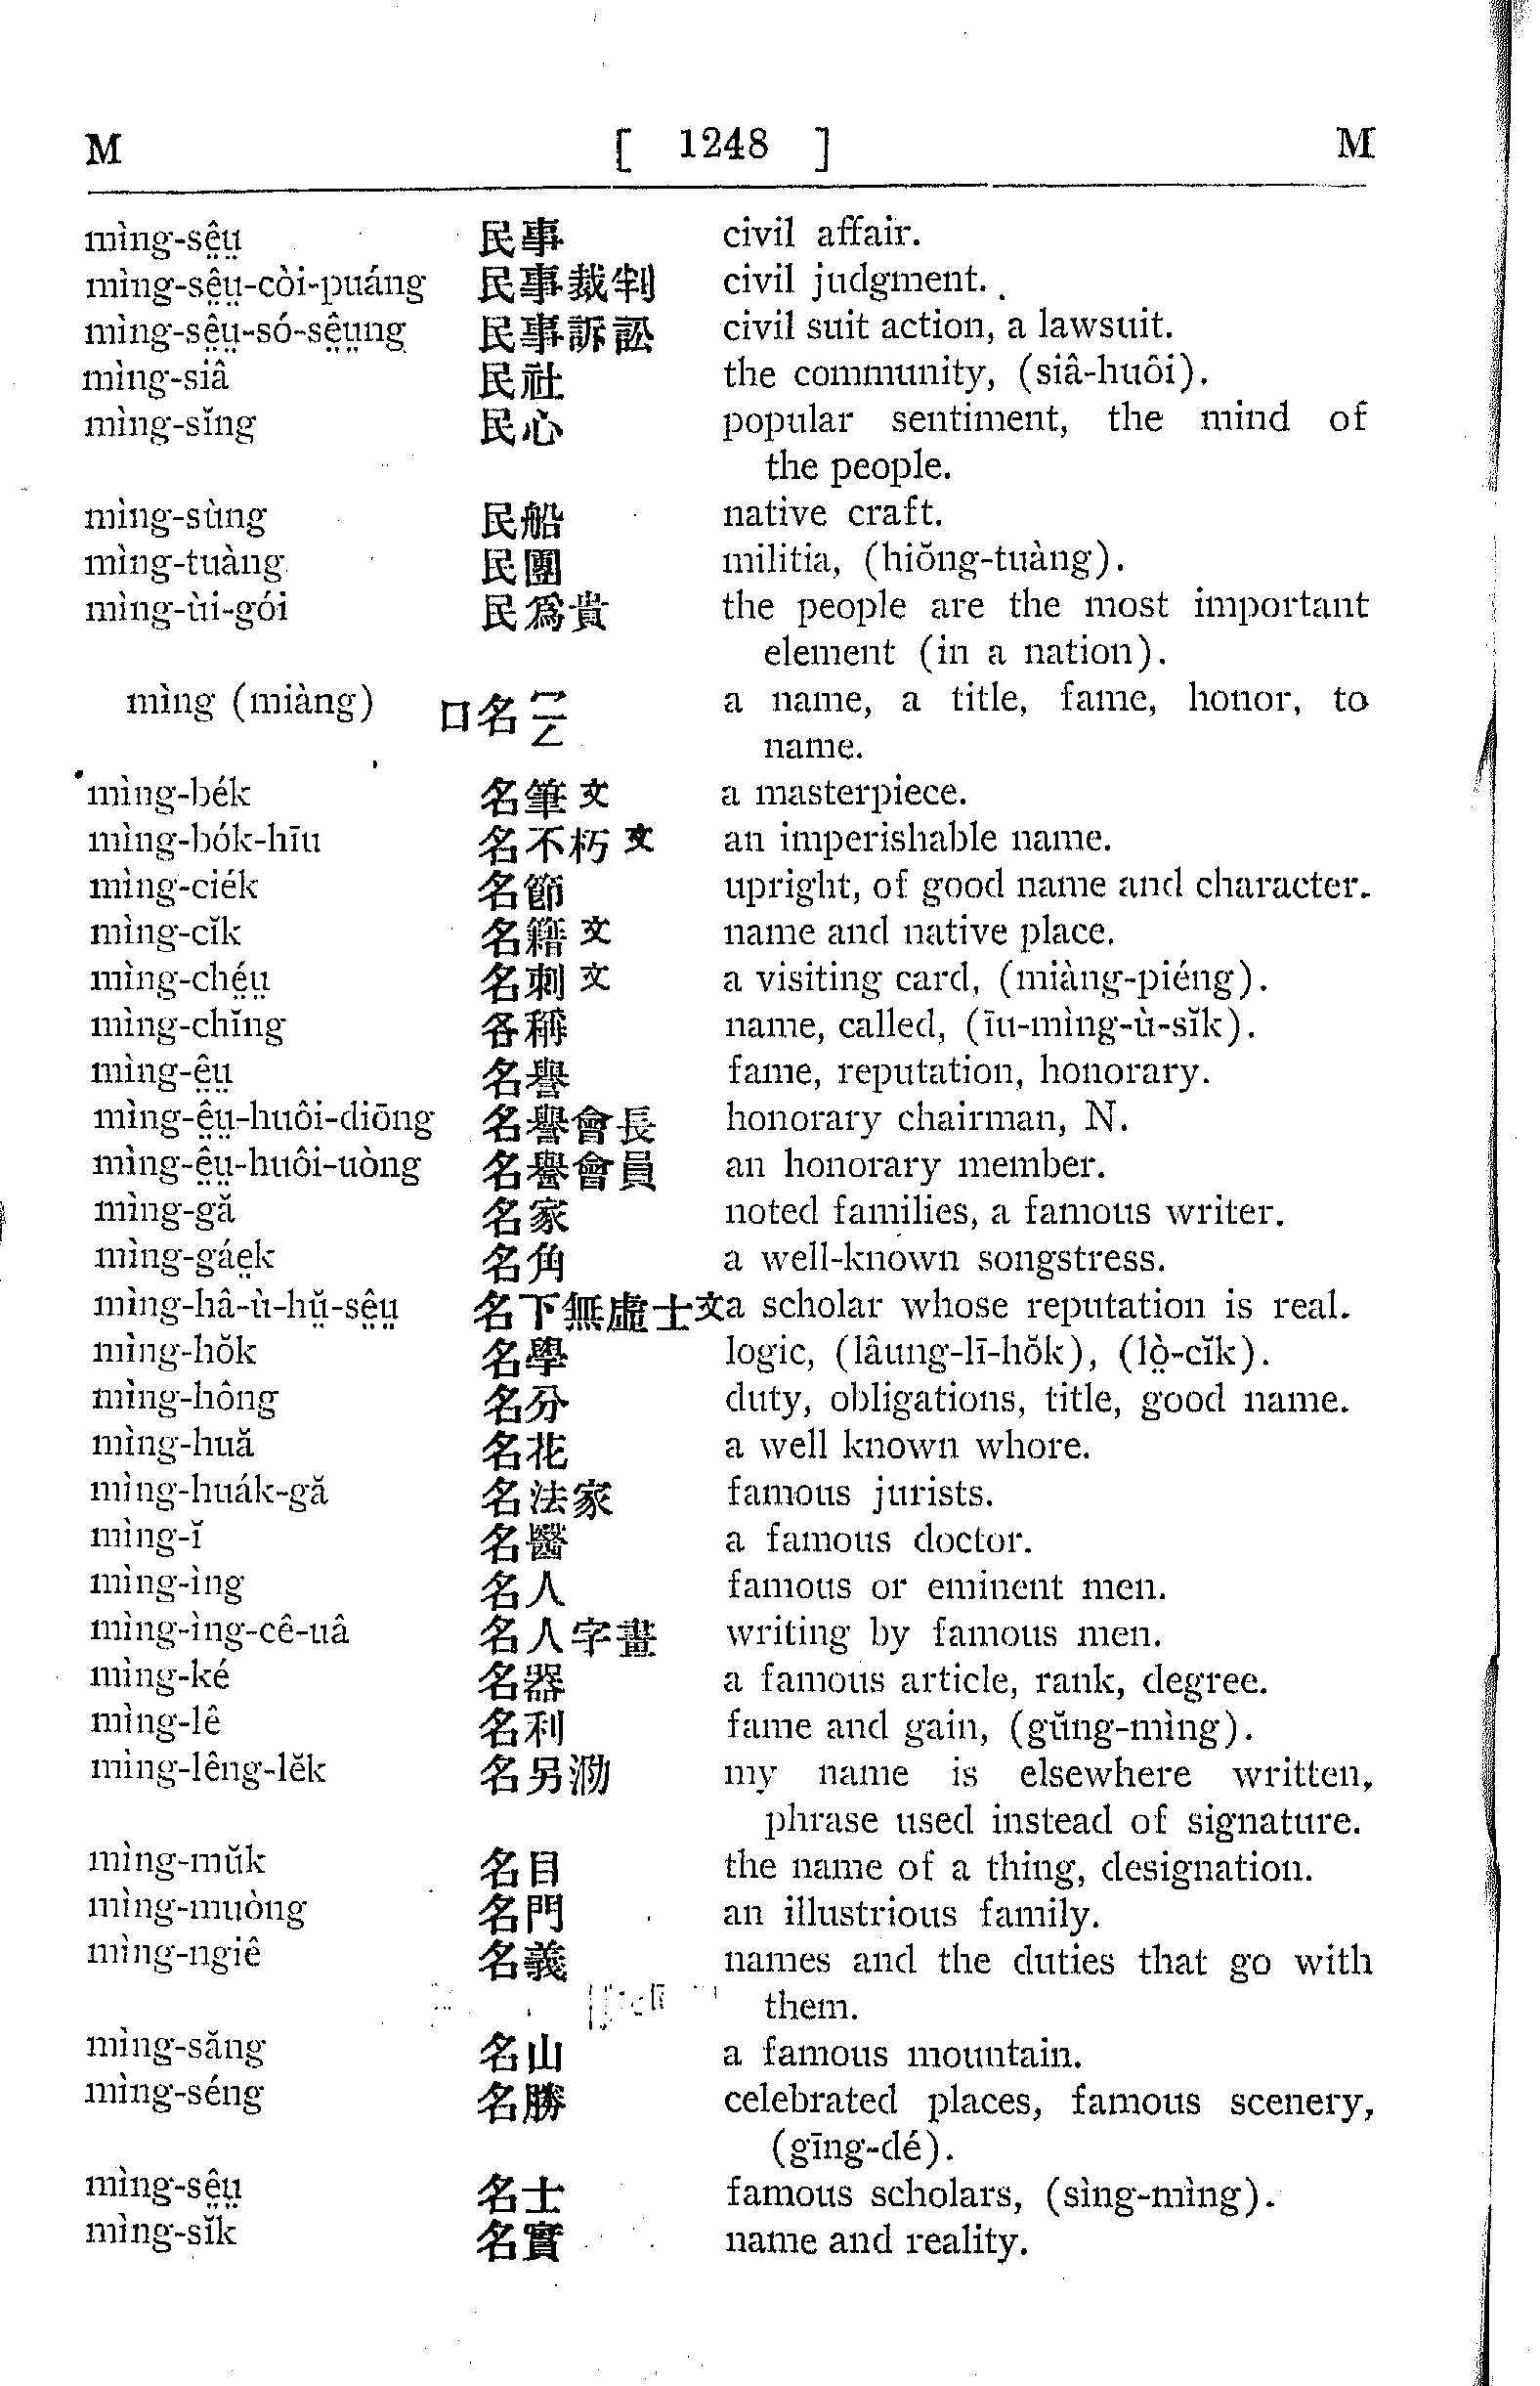 M [ 1248 ] M
mìng-sê̤ṳ 民事 civil affair.
mìng-sê̤ṳ-còi-puáng 民事裁判 civil judgment.
mìng-sê̤ṳ-só-sê̤ṳng 民事訴訟 civil suit action, a lawsuit.
mìng-siâ 民社 the community, (siâ-huôi).
mìng-sĭng 民心 popular sentiment, the mind of
the people.
mìng-sùng 民船 native craft.
mìng-tuàng 民團 militia, (hiŏng-tuàng).
mìng-ùi-gói 民爲貴 the people are the most important
element (in a nation).
mìng (miàng) 口名 ㄇㄧㄥ a name, a title, fame, honor, to
name.
mìng-bék 名筆文 a masterpiece.
mìng-bók-hīu 名不朽文 an imperishable name.
mìng-ciék 名節 upright, of good name and character.
mìng-cĭk 名籍文 name and native place.
mìng-ché̤ṳ 名刺文 a visiting card, (miàng-piéng).
mìng-chĭng 各稱 name, called, (īu-mìng-ù-sĭk).
mìng-ê̤ṳ 名譽 fame, reputation, honorary.
mìng-ê̤ṳ-huôi-diōng 名譽會長 honorary chairman, N.
mìng-ê̤ṳ-huôi-uòng 名譽會員 an honorary member.
mìng-gă 名家 noted families, a famous writer.
mìng-gáe̤k 名角 a well-known songstress.
mìng-hâ-ù-hṳ̆-sê̤ṳ 名下無虛士文 a scholar whose reputation is real.
mìng-hŏk 名學 logic, (lâung-lī-hŏk), (lò̤-cĭk).
mìng-hông 名分 duty, obligations, title, good name.
mìng-huă 名花 a well known whore.
mìng-huák-gă 名法家 famous jurists.
mìng-ĭ 名醫 a famous doctor.
mìng-ìng 名人 famous or eminent men.
mìng-ìng-cê-uâ 名人字畫 writing by famous men.
mìng-ké 名器 a famous article, rank, degree.
mìng-lê 名利 fame and gain, (gŭng-mìng).
mìng-lêng-lĕk 名另泐 my name is elsewhere written,
phrase used instead of signature.
mìng-mŭk 名目 the name of a thing, designation.
mìng-muòng 名門 an illustrious family.
mìng-ngiê 名義 names and the duties that go with
them.
mìng-săng 名山 a famous mountain.
mìng-séng 名勝 celebrated places, famous scenery,
(gīng-dé).
mìng-sê̤ṳ 名士 famous scholars, (sìng-mìng).
mìng-sĭk 名實 name and reality.